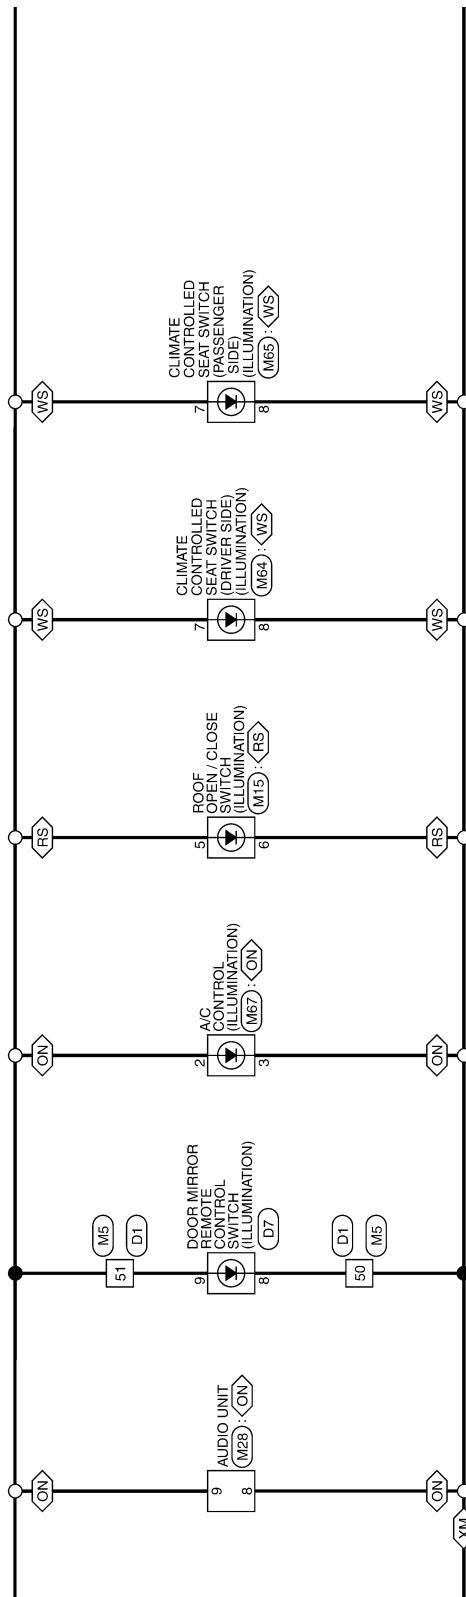 WS
CLIMATE
CONTROLLED
SEAT SWITCH
(PASSENGER
SIDE)
(ILLUMINATION)
M65 : WS
7
8
WS
WS
CLIMATE
CONTROLLED
SEAT SWITCH
(DRIVER SIDE)
(ILLUMINATION)
M64 : WS
7
8
WS
RS
ROOF
OPEN / CLOSE
SWITCH
(ILLUMINATION)
M15 : RS
5
6
RS
ON
A/C
CONTROL
(ILLUMINATION)
M67 : ON
2
3
ON
M5
D1
51
DOOR MIRROR
REMOTE
CONTROL
SWITCH
(ILLUMINATION)
D7
9
8
D1
M5
50
ON
AUDIO UNIT
M28 : ON
9
8
ON
XM